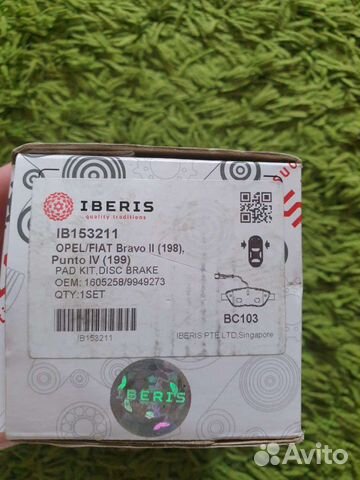 IBERIS
quality traditions
IB153211
OPEL/FIAT Bravo II (198),
Punto IV (199)
PAD KIT,DISC BRAKE
OEM: 1605258/9949273
QTY:1SET
BC103
IBERIS PTE.LTD,Singapore
IB153211
IBERIS
Avito